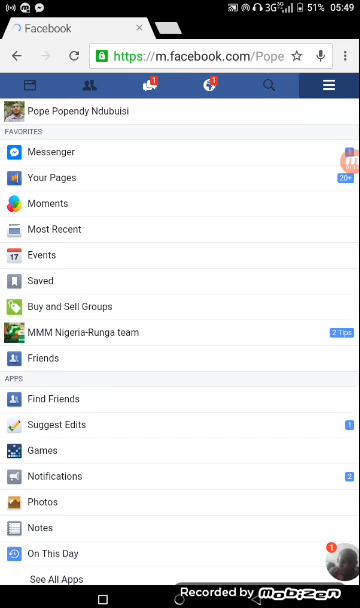 3G 51% 05:49
Facebook
https://m.facebook.com/Pope
1 1
Pope Popendy Ndubuisi
FAVORITES
Messenger
Your Pages 20+
Moments
Most Recent
17 Events
Saved
Buy and Sell Groups
MMM Nigeria-Runga team 2 Tips
Friends
APPS
Find Friends
Suggest Edits 1
Games
Notifications 2
Photos
Notes
On This Day 1
See All Apps
Recorded by mobizen